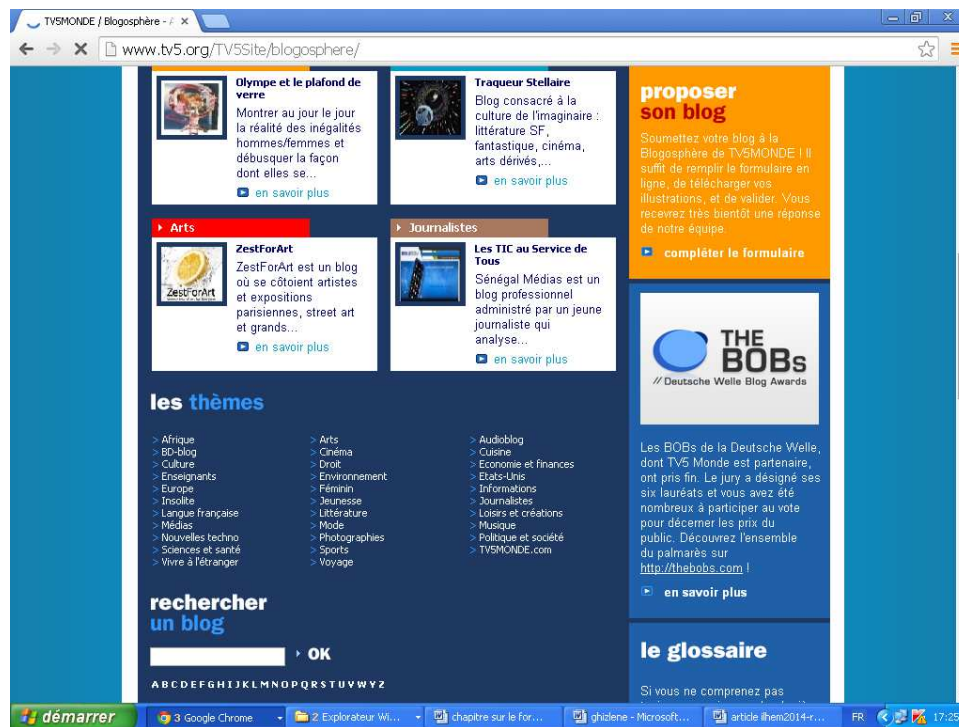 TV5MONDE / Blogosphère - A
www.tv5.org/TV5Site/blogosphere/
Olympe et le plafond de
verre
Montrer au jour le jour
la réalité des inégalités
hommes/femmes et
débusquer la façon
dont elles se...
en savoir plus
Traqueur Stellaire
Blog consacré à la
culture de l'imaginaire :
littérature SF,
fantastique, cinéma,
arts dérivés,...
en savoir plus
Arts
ZestForArt
ZestForArt
ZestForArt est un blog
où se côtoient artistes
et expositions
parisiennes, street art
et grands...
en savoir plus
Journalistes
Les TIC au Service de
Tous
Sénégal Médias est un
blog professionnel
administré par un jeune
journaliste qui
analyse...
en savoir plus
les thèmes
> Afrique
> BD-blog
> Culture
> Enseignants
> Europe
> Insolite
> Langue française
> Médias
> Nouvelles techno
> Sciences et santé
> Vivre à l'étranger
> Arts
> Cinéma
> Droit
> Environnement
> Féminin
> Jeunesse
> Littérature
> Mode
> Photographies
> Sports
> Voyage
> Audioblog
> Cuisine
> Economie et finances
> Etats-Unis
> Informations
> Journalistes
> Loisirs et créations
> Musique
> Politique et société
> TV5MONDE.com
rechercher
un blog
OK
A B C D E F G H I J K L M N O P Q R S T U V W Y Z
proposer
son blog
Soumettez votre blog à la
Blogosphère de TV5MONDE ! Il
suffit de remplir le formulaire en
ligne, de télécharger vos
illustrations, et de valider. Vous
recevrez très bientôt une réponse
de notre équipe.
compléter le formulaire
THE
BOBs
// Deutsche Welle Blog Awards
Les BOBs de la Deutsche Welle,
dont TV5 Monde est partenaire,
ont pris fin. Le jury a désigné ses
six lauréats et vous avez été
nombreux à participer au vote
pour décerner les prix du
public. Découvrez l'ensemble
du palmarès sur
http://thebobs.com !
en savoir plus
le glossaire
Si vous ne comprenez pas
démarrer
3 Google Chrome
2 Explorateur Wi...
chapitre sur le for...
ghizlene - Microsoft...
article ilhem2014-r...
FR
17:25